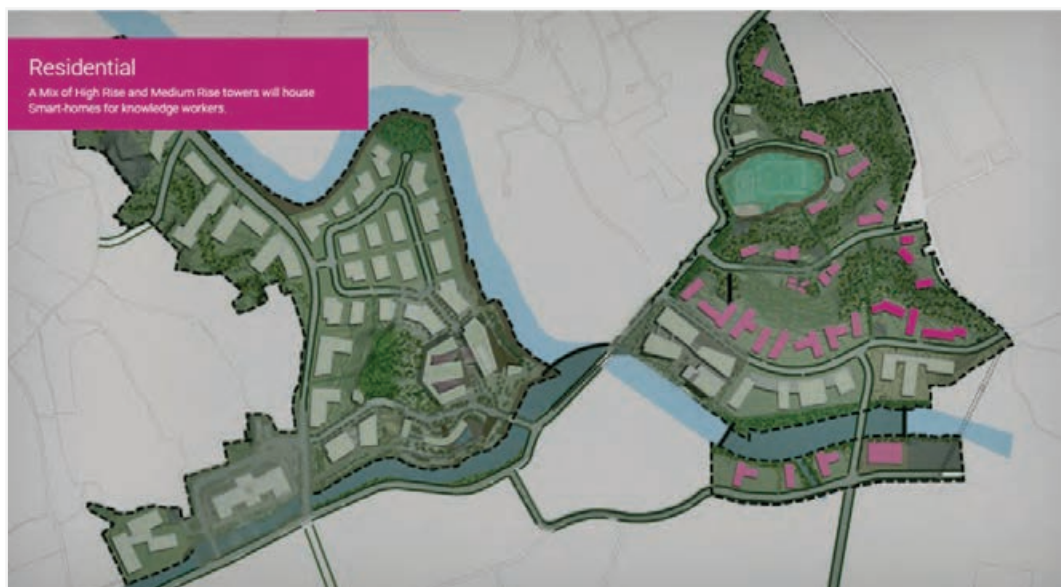 Residential
A Mix of High Rise and Medium Rise towers will house
Smart-homes for knowledge workers.